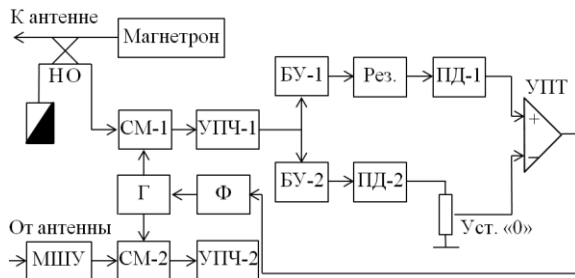 К антенне
Магнетрон
НО
БУ-1
Рез.
ПД-1
УПТ
СМ-1
УПЧ-1
+
−
БУ-2
ПД-2
Г
Ф
Уст. «0»
От антенны
МШУ
СМ-2
УПЧ-2